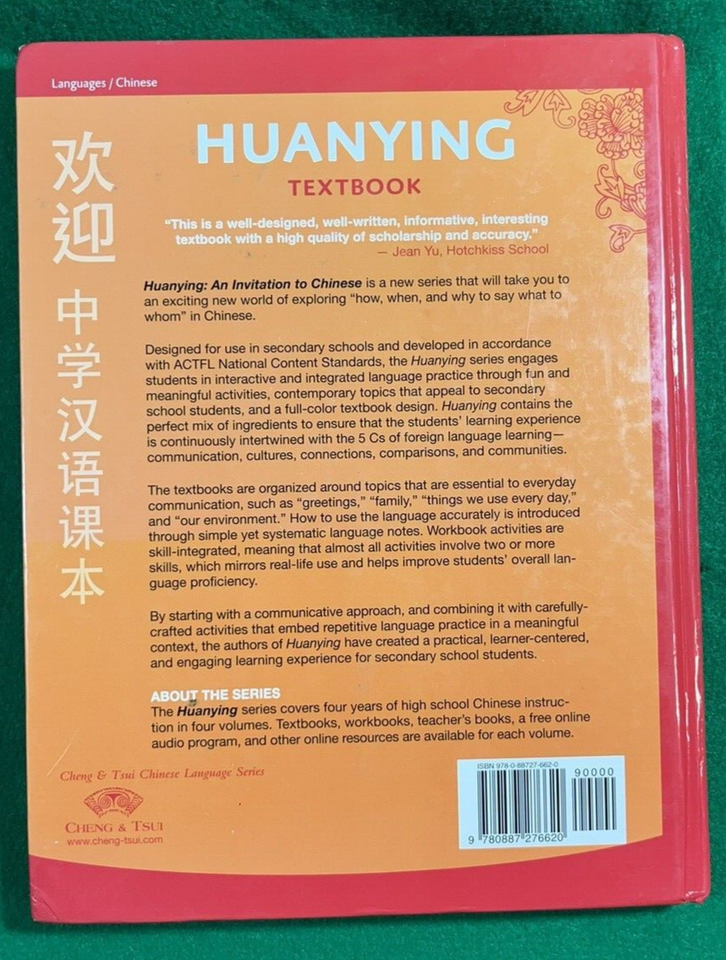 Languages / Chinese
欢迎
中学汉语课本
HUANYING
TEXTBOOK
“This is a well-designed, well-written, informative, interesting
textbook with a high quality of scholarship and accuracy.”
— Jean Yu, Hotchkiss School
Huanying: An Invitation to Chinese is a new series that will take you to
an exciting new world of exploring “how, when, and why to say what to
whom” in Chinese.
Designed for use in secondary schools and developed in accordance
with ACTFL National Content Standards, the Huanying series engages
students in interactive and integrated language practice through fun and
meaningful activities, contemporary topics that appeal to secondary
school students, and a full-color textbook design. Huanying contains the
perfect mix of ingredients to ensure that the students’ learning experience
is continuously intertwined with the 5 Cs of foreign language learning—
communication, cultures, connections, comparisons, and communities.
The textbooks are organized around topics that are essential to everyday
communication, such as “greetings,” “family,” “things we use every day,”
and “our environment.” How to use the language accurately is introduced
through simple yet systematic language notes. Workbook activities are
skill-integrated, meaning that almost all activities involve two or more
skills, which mirrors real-life use and helps improve students’ overall lan-
guage proficiency.
By starting with a communicative approach, and combining it with carefully-
crafted activities that embed repetitive language practice in a meaningful
context, the authors of Huanying have created a practical, learner-centered,
and engaging learning experience for secondary school students.
ABOUT THE SERIES
The Huanying series covers four years of high school Chinese instruc-
tion in four volumes. Textbooks, workbooks, teacher’s books, a free online
audio program, and other online resources are available for each volume.
Cheng & Tsui Chinese Language Series
CHENG & TSUI
www.cheng-tsui.com
ISBN 978-0-88727-662-0
90000
9 780887 276620